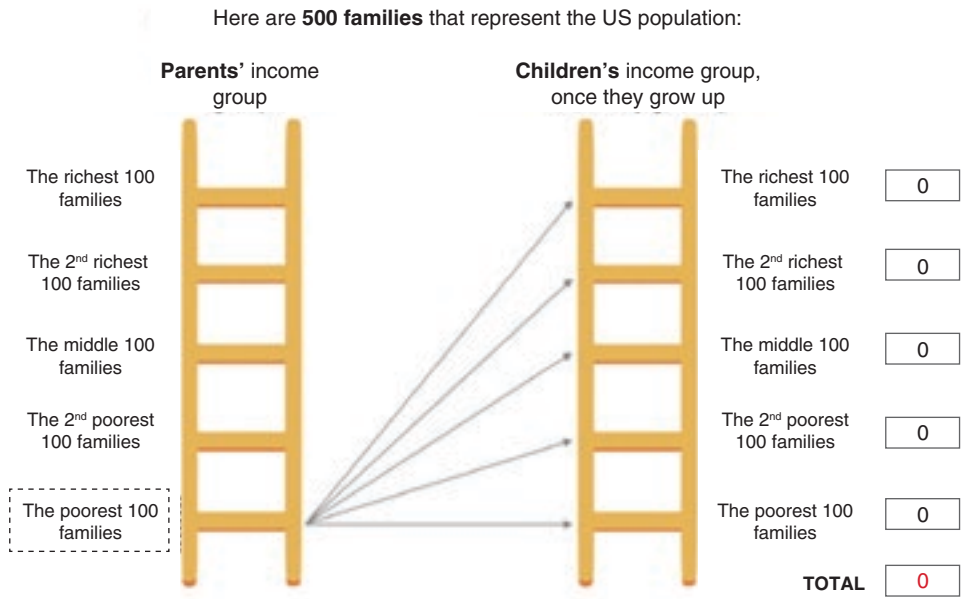 Here are 500 families that represent the US population:
Parents' income
group
Children's income group,
once they grow up
The richest 100
families
The richest 100
families
0
The 2nd richest
100 families
The 2nd richest
100 families
0
The middle 100
families
The middle 100
families
0
The 2nd poorest
100 families
The 2nd poorest
100 families
0
The poorest 100
families
The poorest 100
families
0
TOTAL
0